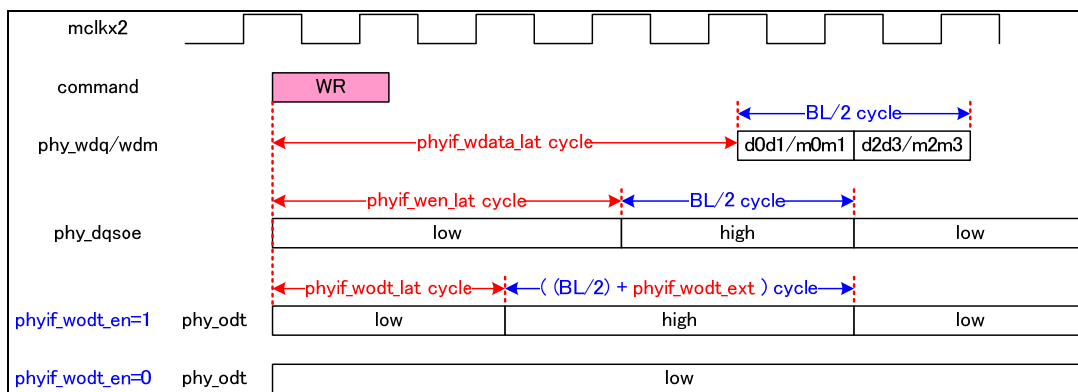 mclkx2
command WR
BL/2 cycle
phy_wdq/wdm phyif_wdata_lat cycle d0d1/m0m1 d2d3/m2m3
phyif_wen_lat cycle BL/2 cycle
phy_dqsoe low high low
phyif_wodt_lat cycle ( (BL/2) + phyif_wodt_ext ) cycle
phyif_wodt_en=1 phy_odt low high low
phyif_wodt_en=0 phy_odt low